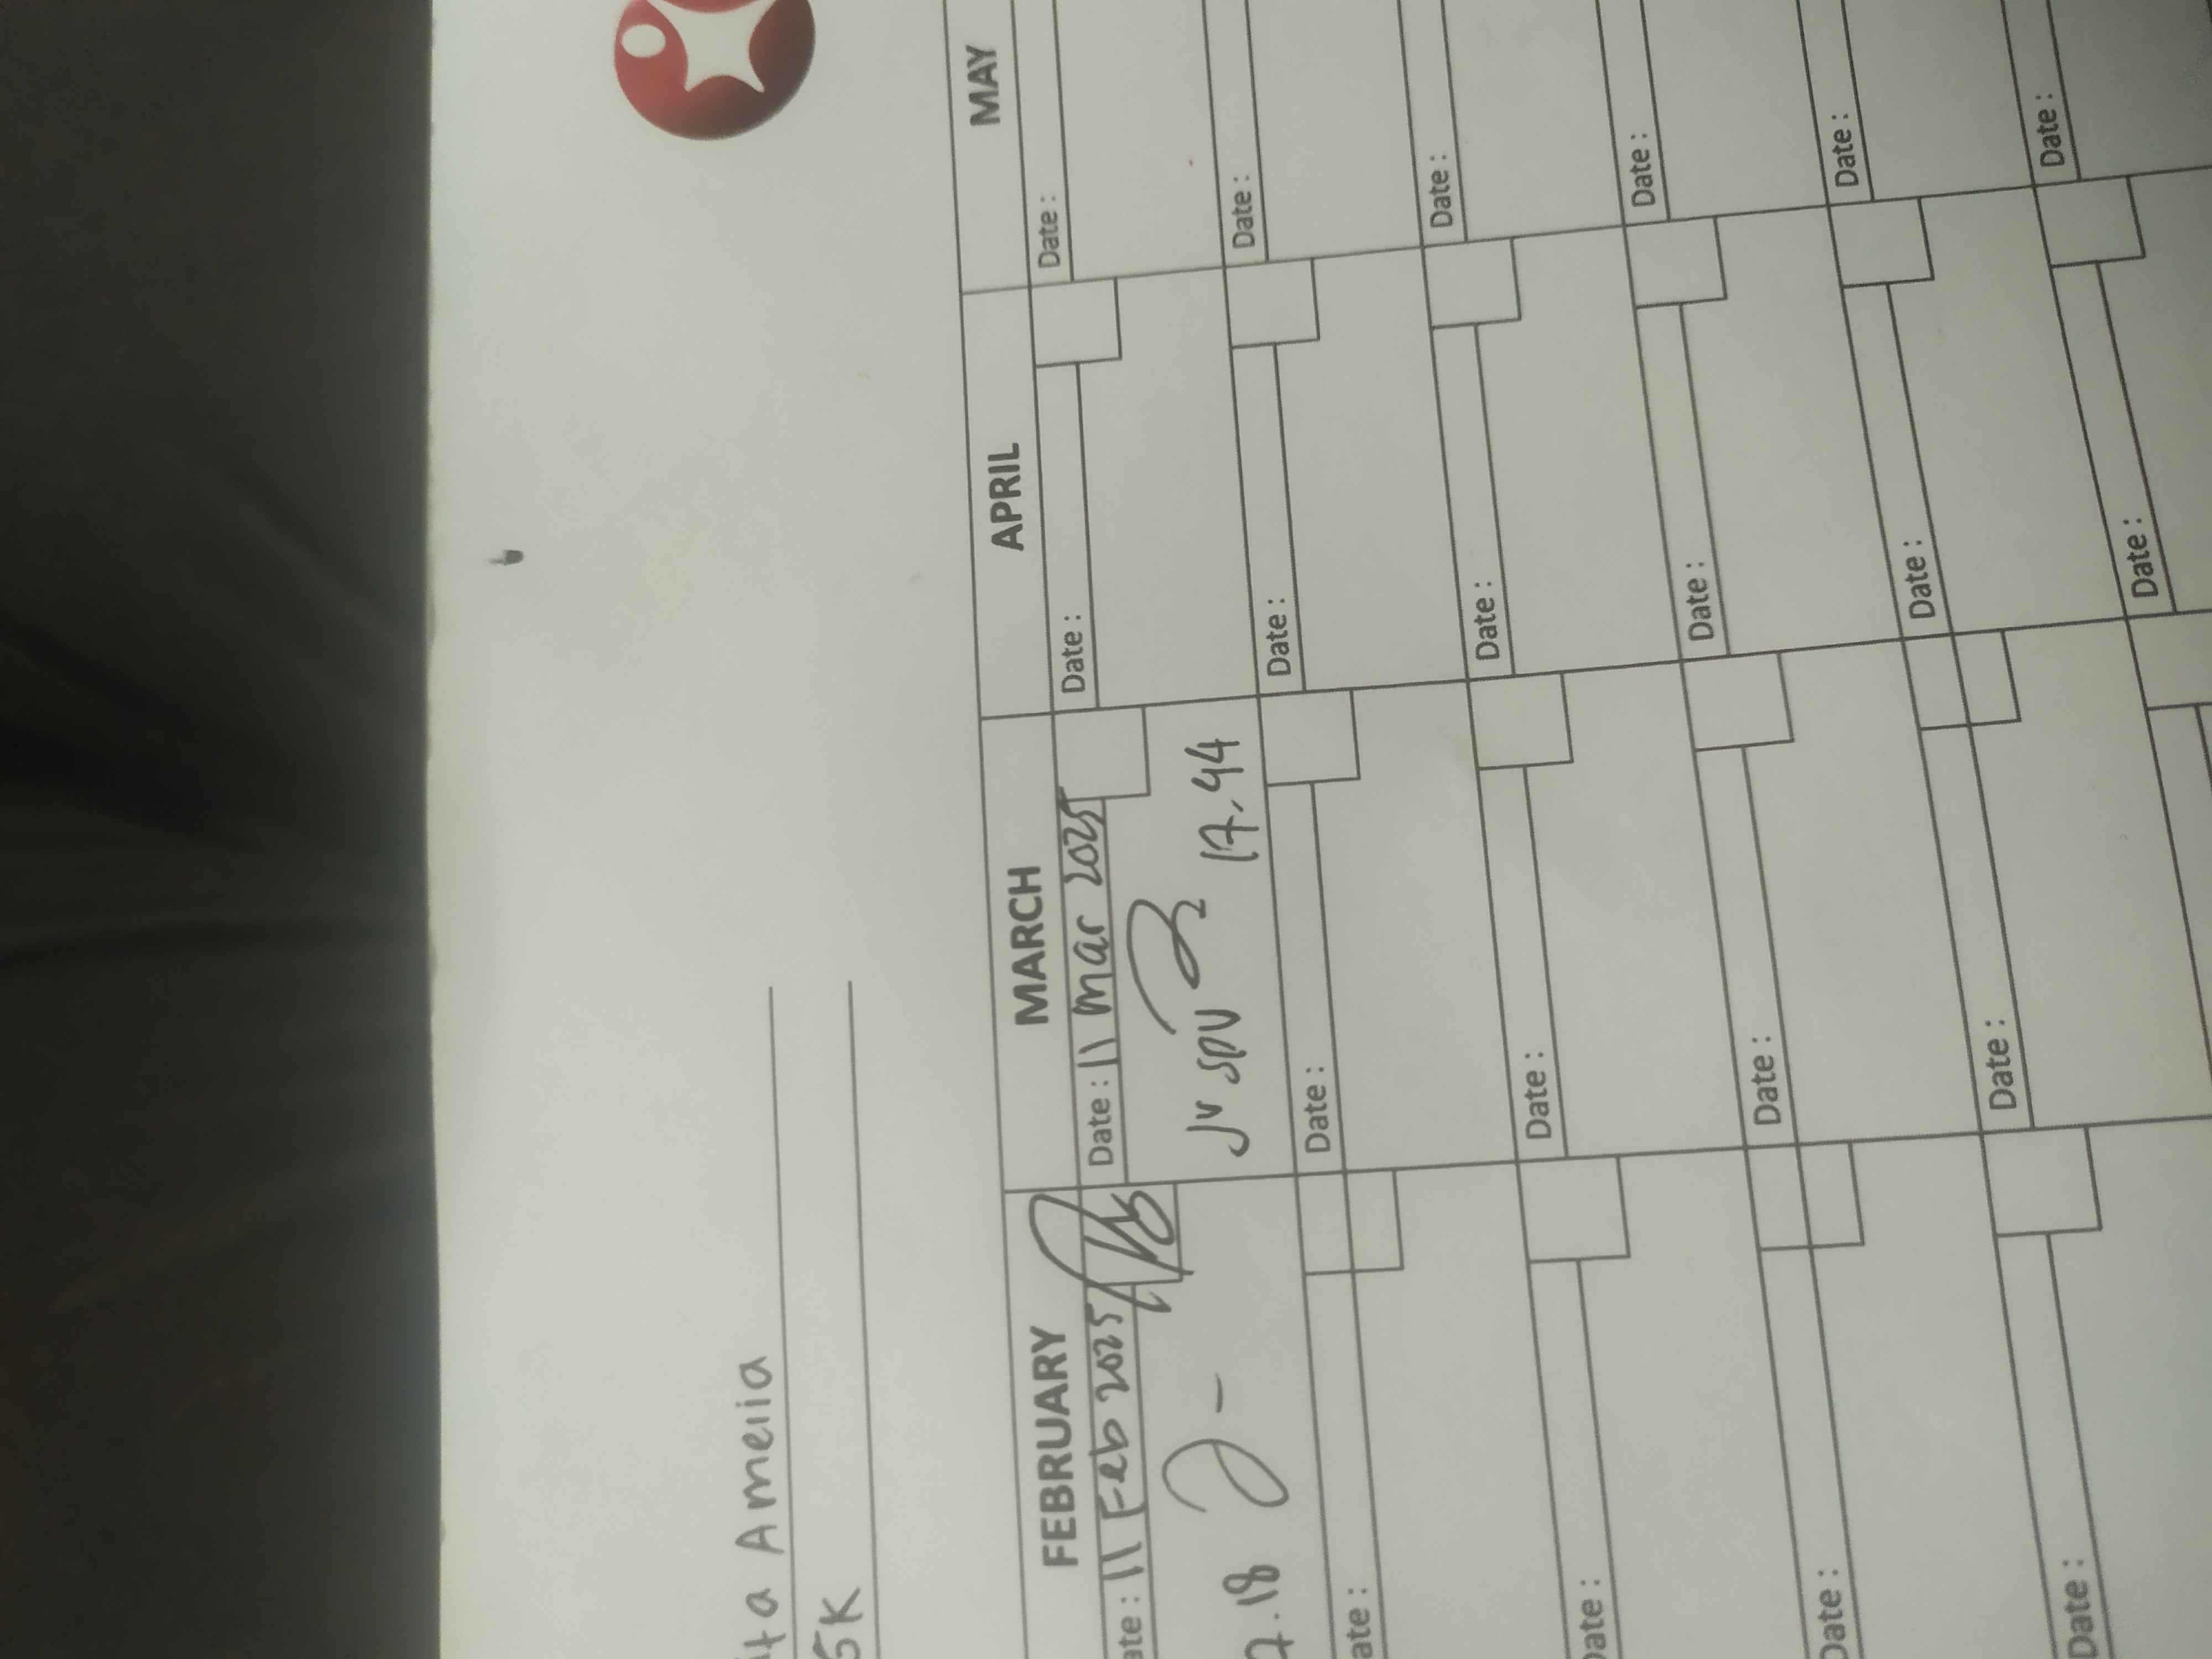 ta Amelia
5K
FEBRUARY MARCH APRIL MAY
ate : 11 Feb 2025 Date : 11 Mar 2025 Date : Date :
.18 17.44
ate : Date : Date : Date :
Date : Date : Date : Date :
Date : Date : Date : Date :
Date : Date : Date : Date :
Date : Date :